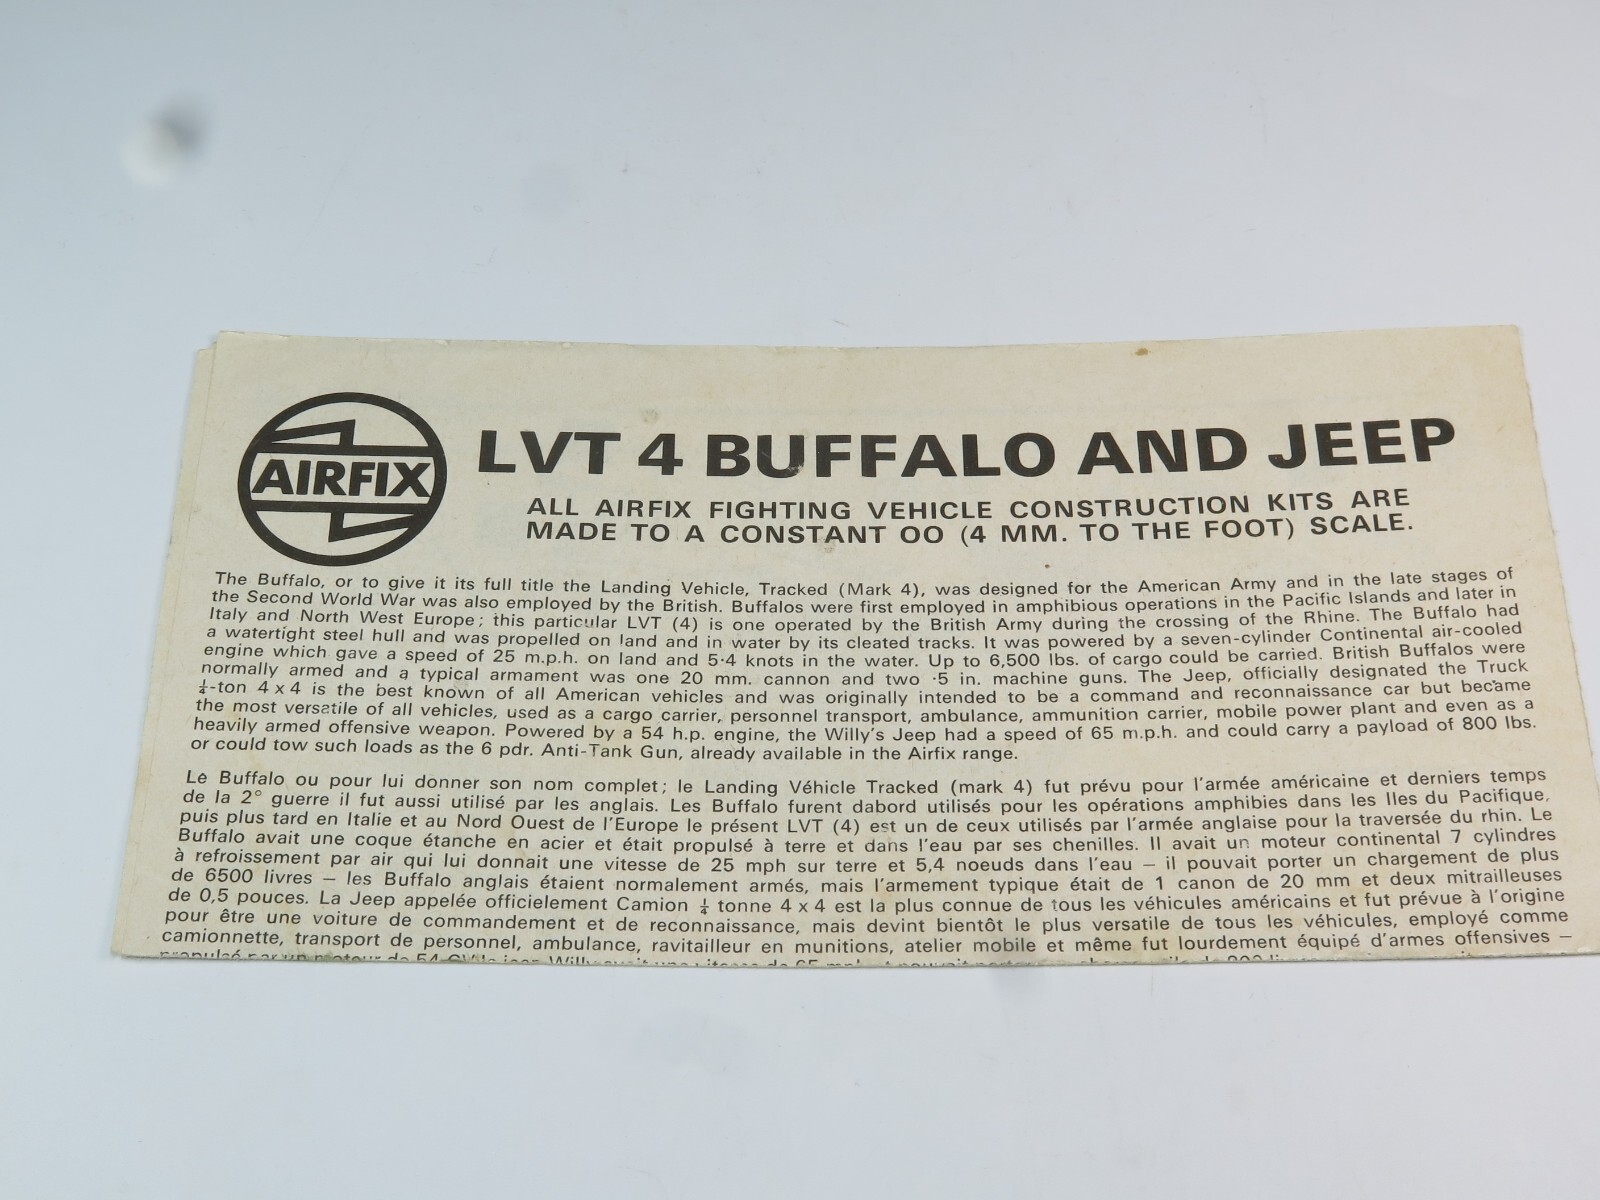 AIRFIX
LVT 4 BUFFALO AND JEEP
ALL AIRFIX FIGHTING VEHICLE CONSTRUCTION KITS ARE
MADE TO A CONSTANT OO (4 MM. TO THE FOOT) SCALE.
The Buffalo, or to give it its full title the Landing Vehicle, Tracked (Mark 4), was designed for the American Army and in the late stages of
the Second World War was also employed by the British. Buffalos were first employed in amphibious operations in the Pacific Islands and later in
Italy and North West Europe; this particular LVT (4) is one operated by the British Army during the crossing of the Rhine. The Buffalo had
a watertight steel hull and was propelled on land and in water by its cleated tracks. It was powered by a seven-cylinder Continental air-cooled
engine which gave a speed of 25 m.p.h. on land and 5·4 knots in the water. Up to 6,500 lbs. of cargo could be carried. British Buffalos were
normally armed and a typical armament was one 20 mm. cannon and two ·5 in. machine guns. The Jeep, officially designated the Truck
¼-ton 4 x 4 is the best known of all American vehicles and was originally intended to be a command and reconnaissance car but became
the most versatile of all vehicles, used as a cargo carrier, personnel transport, ambulance, ammunition carrier, mobile power plant and even as a
heavily armed offensive weapon. Powered by a 54 h.p. engine, the Willy's Jeep had a speed of 65 m.p.h. and could carry a payload of 800 lbs.
or could tow such loads as the 6 pdr. Anti-Tank Gun, already available in the Airfix range.
Le Buffalo ou pour lui donner son nom complet; le Landing Véhicle Tracked (mark 4) fut prévu pour l'armée américaine et derniers temps
de la 2° guerre il fut aussi utilisé par les anglais. Les Buffalo furent dabord utilisés pour les opérations amphibies dans les Iles du Pacifique,
puis plus tard en Italie et au Nord Ouest de l'Europe le présent LVT (4) est un de ceux utilisés par l'armée anglaise pour la traversée du rhin. Le
Buffalo avait une coque étanche en acier et était propulsé à terre et dans l'eau par ses chenilles. Il avait un moteur continental 7 cylindres
à refroissement par air qui lui donnait une vitesse de 25 mph sur terre et 5,4 noeuds dans l'eau – il pouvait porter un chargement de plus
de 6500 livres – les Buffalo anglais étaient normalement armés, mais l'armement typique était de 1 canon de 20 mm et deux mitrailleuses
de 0,5 pouces. La Jeep appelée officielement Camion ¼ tonne 4 x 4 est la plus connue de tous les véhicules américains et fut prévue à l'origine
pour être une voiture de commandement et de reconnaissance, mais devint bientôt le plus versatile de tous les véhicules, employé comme
camionnette, transport de personnel, ambulance, ravitailleur en munitions, atelier mobile et même fut lourdement équipé d'armes offensives –